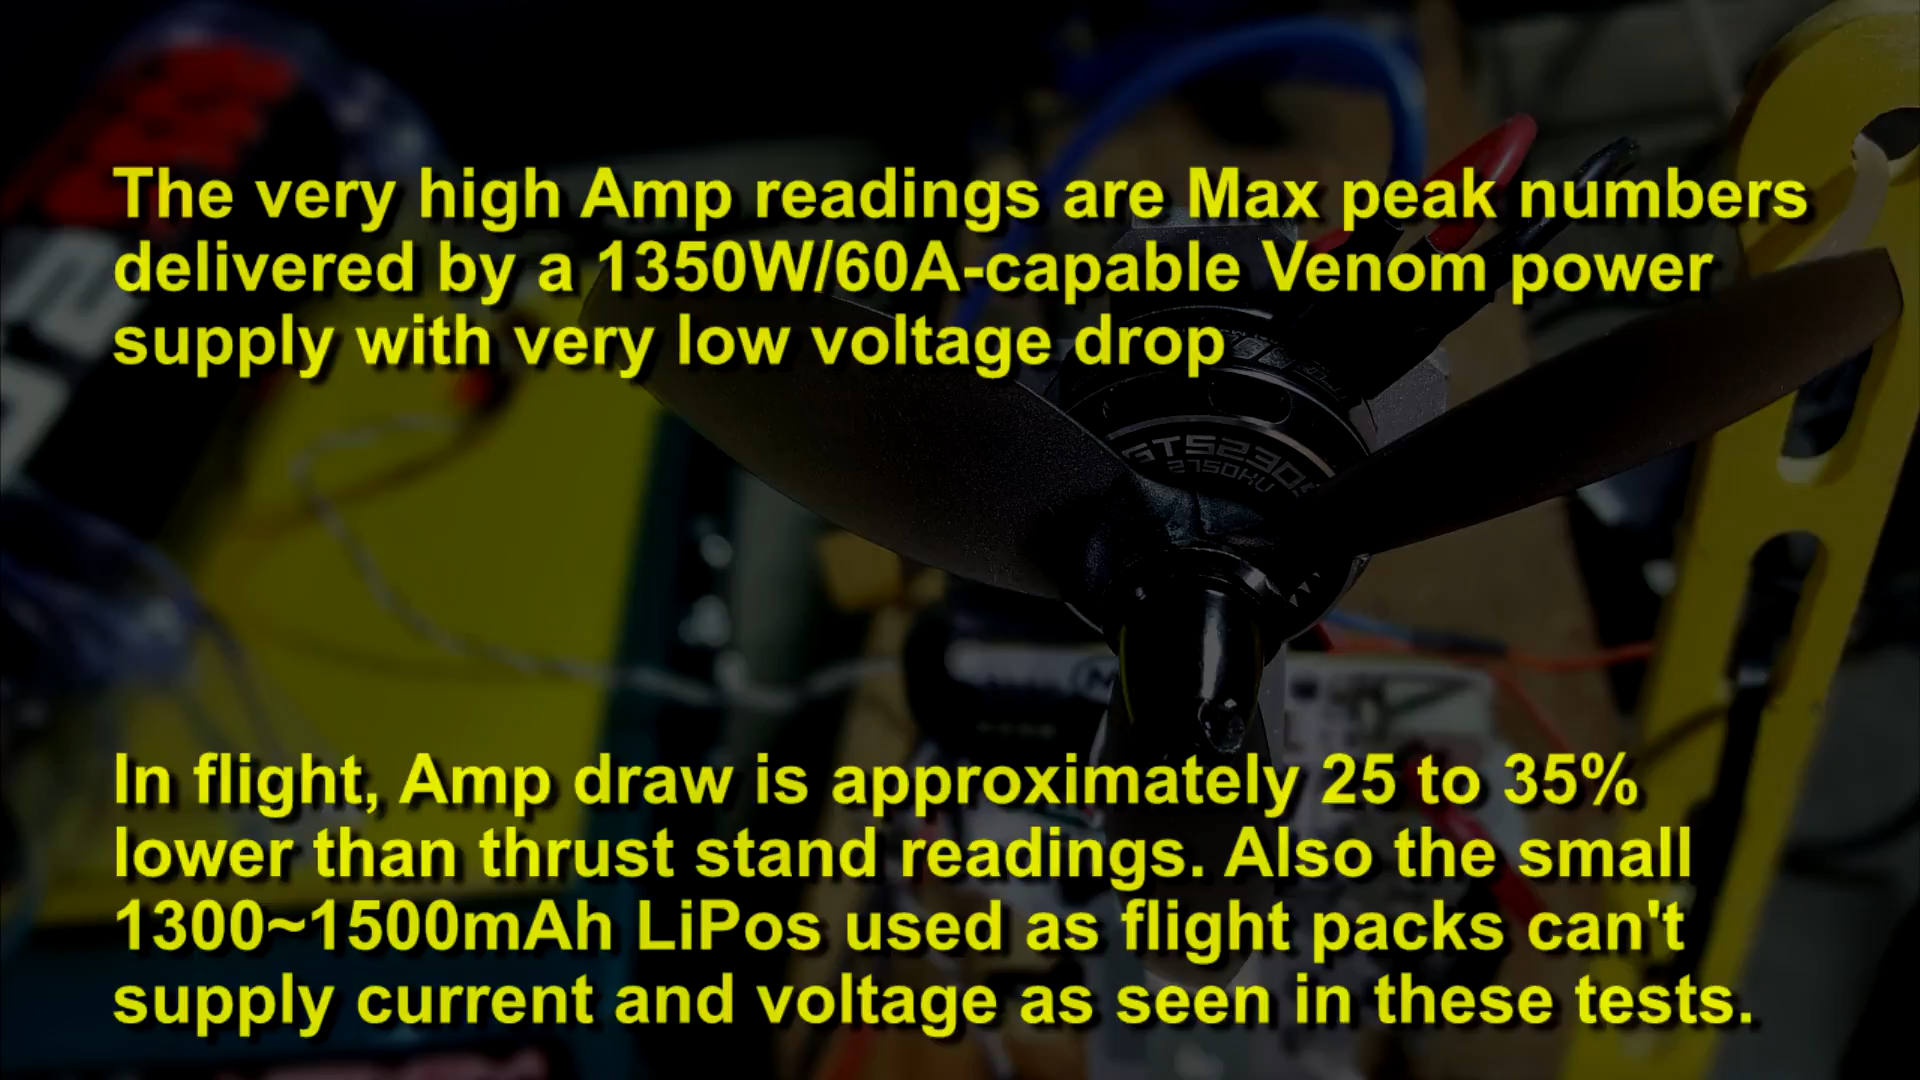 The very high Amp readings are Max peak numbers
delivered by a 1350W/60A-capable Venom power
supply with very low voltage drop
GTS230
2750KV
In flight, Amp draw is approximately 25 to 35%
lower than thrust stand readings. Also the small
1300~1500mAh LiPos used as flight packs can't
supply current and voltage as seen in these tests.